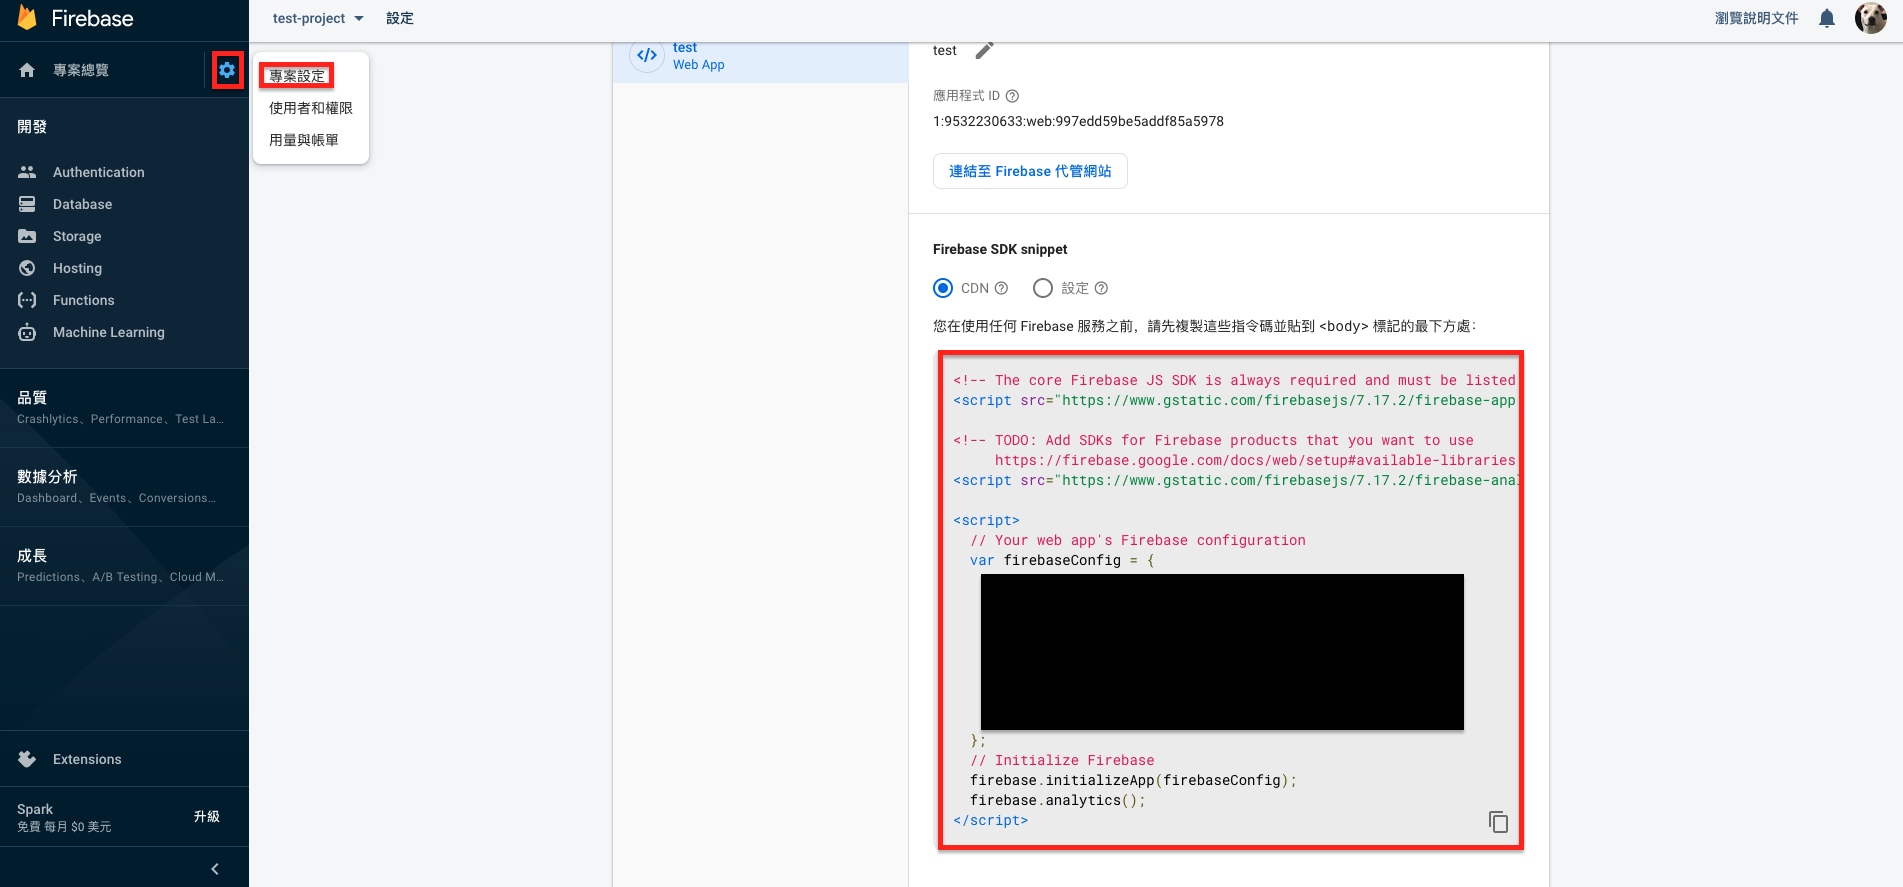 Firebase
test-project
設定
瀏覽說明文件
專案總覽
專案設定
使用者和權限
用量與帳單
開發
Authentication
Database
Storage
Hosting
Functions
Machine Learning
品質
Crashlytics、Performance、Test La...
數據分析
Dashboard、Events、Conversions...
成長
Predictions、A/B Testing、Cloud M...
Extensions
Spark
免費 每月 $0 美元
升級
test
Web App
test
應用程式 ID
1:9532230633:web:997edd59be5addf85a5978
連結至 Firebase 代管網站
Firebase SDK snippet
CDN
設定
您在使用任何 Firebase 服務之前，請先複製這些指令碼並貼到 <body> 標記的最下方處：
<!-- The core Firebase JS SDK is always required and must be listed
<script src="https://www.gstatic.com/firebasejs/7.17.2/firebase-app
<!-- TODO: Add SDKs for Firebase products that you want to use
https://firebase.google.com/docs/web/setup#available-libraries
<script src="https://www.gstatic.com/firebasejs/7.17.2/firebase-anal
<script>
// Your web app's Firebase configuration
var firebaseConfig = {
};
// Initialize Firebase
firebase.initializeApp(firebaseConfig);
firebase.analytics();
</script>